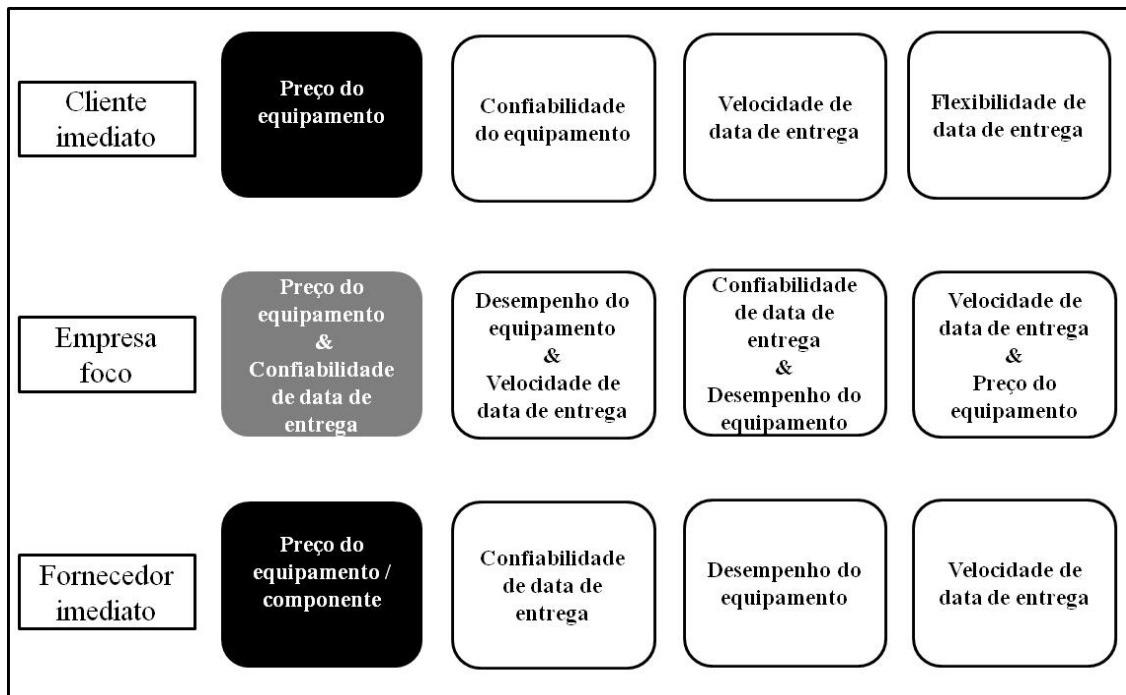 Cliente
imediato
Preço do
equipamento
Confiabilidade
do equipamento
Velocidade de
data de entrega
Flexibilidade de
data de entrega
Empresa
foco
Preço do
equipamento
&
Confiabilidade
de data de
entrega
Desempenho do
equipamento
&
Velocidade de
data de entrega
Confiabilidade
de data de
entrega
&
Desempenho do
equipamento
Velocidade de
data de entrega
&
Preço do
equipamento
Fornecedor
imediato
Preço do
equipamento /
componente
Confiabilidade
de data de
entrega
Desempenho do
equipamento
Velocidade de
data de entrega